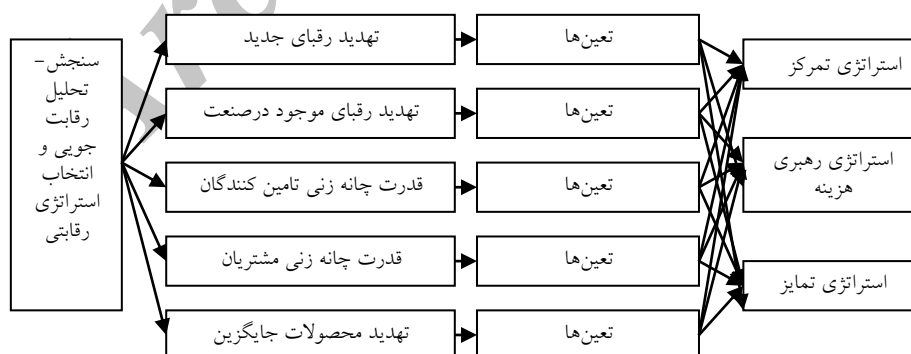 سنجش-
تحلیل
رقابت
جویی و
انتخاب
استراتژی
رقابتی
تهدید رقبای جدید
تهدید رقبای موجود درصنعت
قدرت چانه زنی تامین کنندگان
قدرت چانه زنی مشتریان
تهدید محصولات جایگزین
تعین‌ها
تعین‌ها
تعین‌ها
تعین‌ها
تعین‌ها
استراتژی تمرکز
استراتژی رهبری
هزینه
استراتژی تمایز